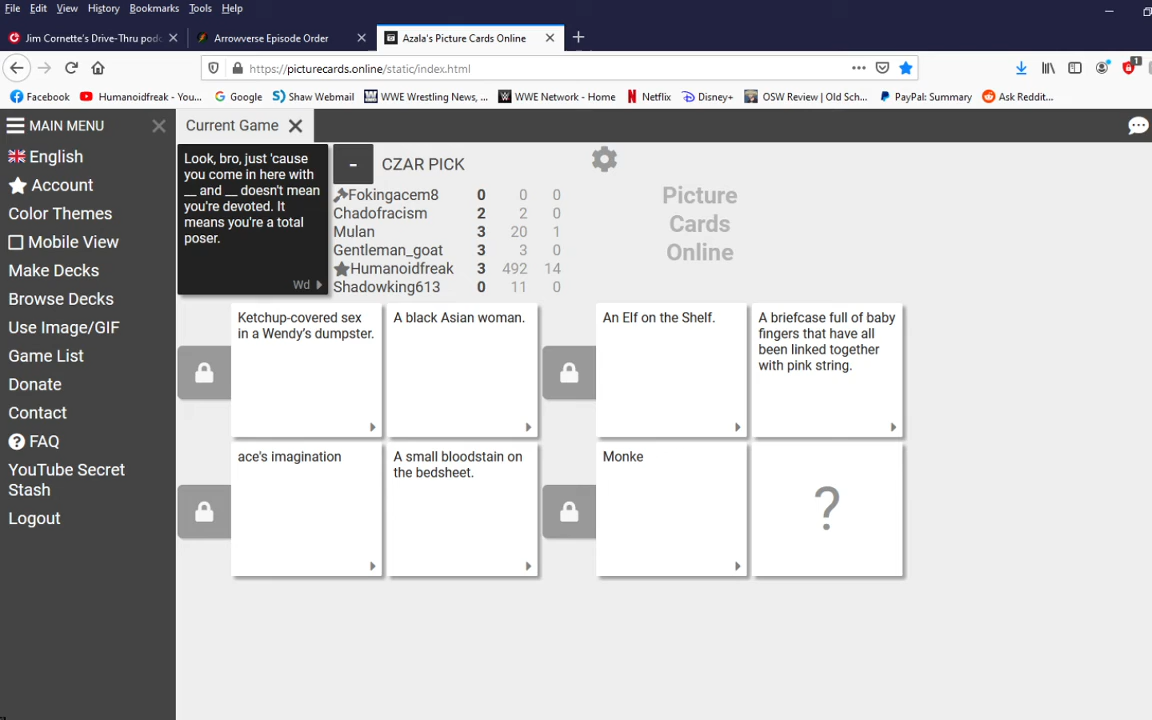 File Edit View History Bookmarks Tools Help
Jim Cornette's Drive-Thru pod
Arrowverse Episode Order
Azala's Picture Cards Online
https://picturecards.online/static/index.html
1
Facebook Humanoidfreak - You... Google Shaw Webmail WWE Wrestling News, ... WWE Network - Home Netflix Disney+ OSW Review | Old Sch... PayPal: Summary Ask Reddit...
MAIN MENU
English
Account
Color Themes
Mobile View
Make Decks
Browse Decks
Use Image/GIF
Game List
Donate
Contact
FAQ
YouTube Secret
Stash
Logout
Current Game
Look, bro, just 'cause
you come in here with
__ and __ doesn't mean
you're devoted. It
means you're a total
poser.
Wd
-
CZAR PICK
Fokingacem8 0 0 0
Chadofracism 2 2 0
Mulan 3 20 1
Gentleman_goat 3 3 0
Humanoidfreak 3 492 14
Shadowking613 0 11 0
Picture
Cards
Online
Ketchup-covered sex
in a Wendy's dumpster.
A black Asian woman.
An Elf on the Shelf.
A briefcase full of baby
fingers that have all
been linked together
with pink string.
ace's imagination
A small bloodstain on
the bedsheet.
Monke
?